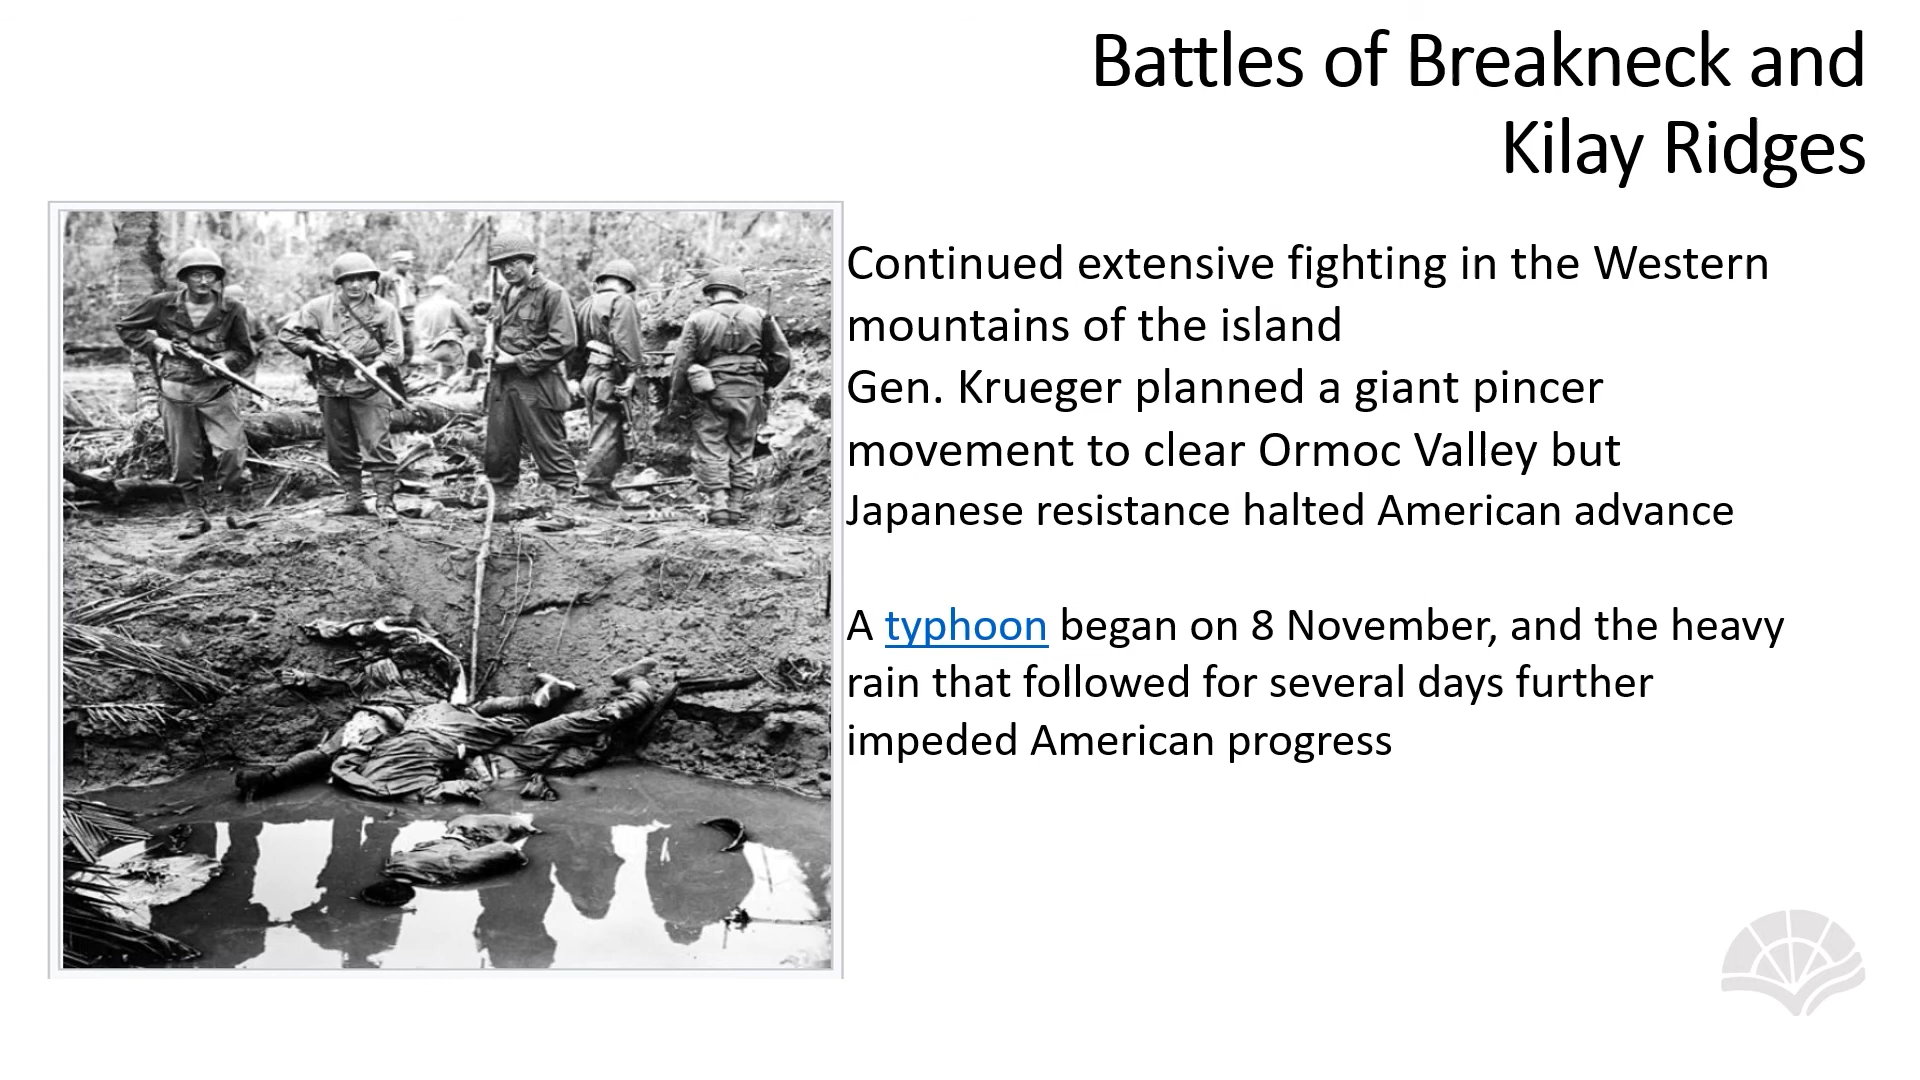 Battles of Breakneck and
Kilay Ridges
Continued extensive fighting in the Western
mountains of the island
Gen. Krueger planned a giant pincer
movement to clear Ormoc Valley but
Japanese resistance halted American advance
A typhoon began on 8 November, and the heavy
rain that followed for several days further
impeded American progress